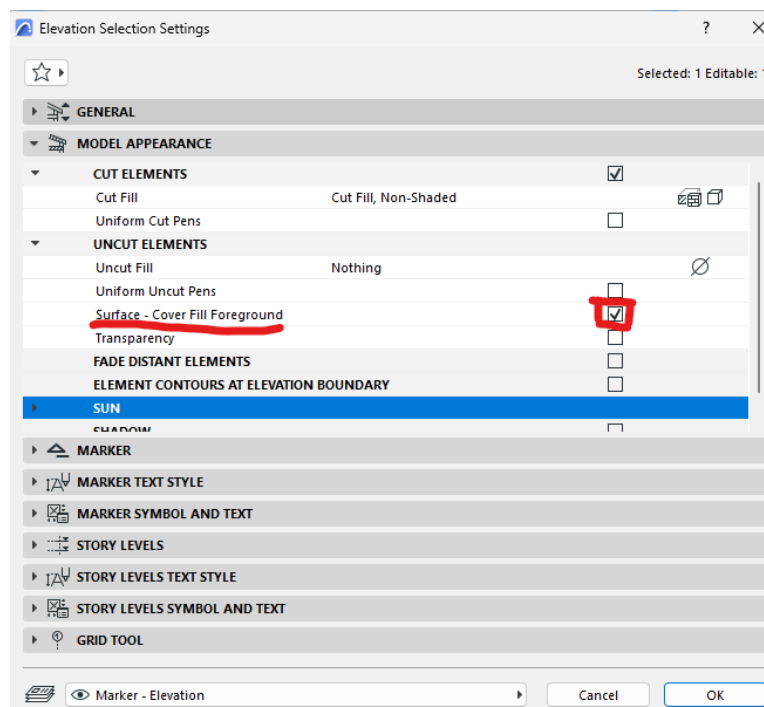 Elevation Selection Settings ?
Selected: 1 Editable: 1
GENERAL
MODEL APPEARANCE
CUT ELEMENTS
Cut Fill Cut Fill, Non-Shaded
Uniform Cut Pens
UNCUT ELEMENTS
Uncut Fill Nothing
Uniform Uncut Pens
Surface - Cover Fill Foreground
Transparency
FADE DISTANT ELEMENTS
ELEMENT CONTOURS AT ELEVATION BOUNDARY
SUN
SHADOW
MARKER
MARKER TEXT STYLE
MARKER SYMBOL AND TEXT
STORY LEVELS
STORY LEVELS TEXT STYLE
STORY LEVELS SYMBOL AND TEXT
GRID TOOL
Marker - Elevation Cancel OK